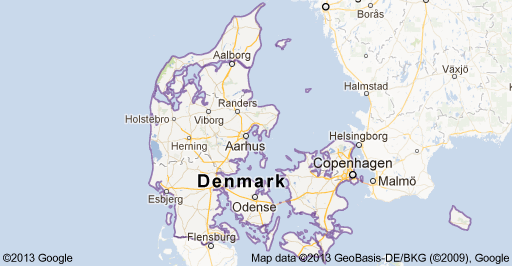 Borås
Aalborg
Växjö
Halmstad
Randers
Holstebro
Viborg
Helsingborg
Herning
Aarhus
Copenhagen
Denmark
Malmö
Esbjerg
Odense
Flensburg
©2013 Google
Map data ©2013 GeoBasis-DE/BKG (©2009), Google